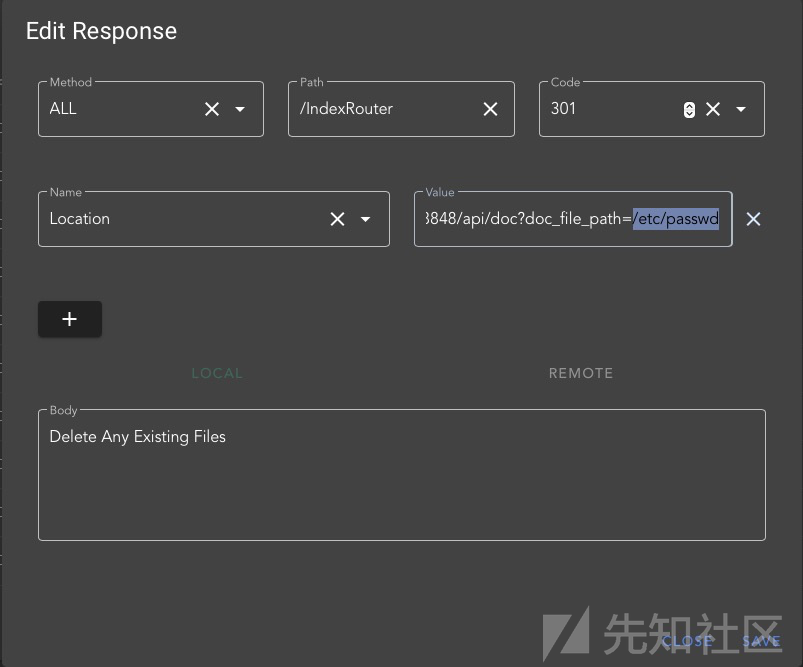 Edit Response
Method Path Code
ALL /IndexRouter 301
Name Value
Location 3848/api/doc?doc_file_path=/etc/passwd
+
LOCAL REMOTE
Body
Delete Any Existing Files
先知社区
CLOSE SAVE